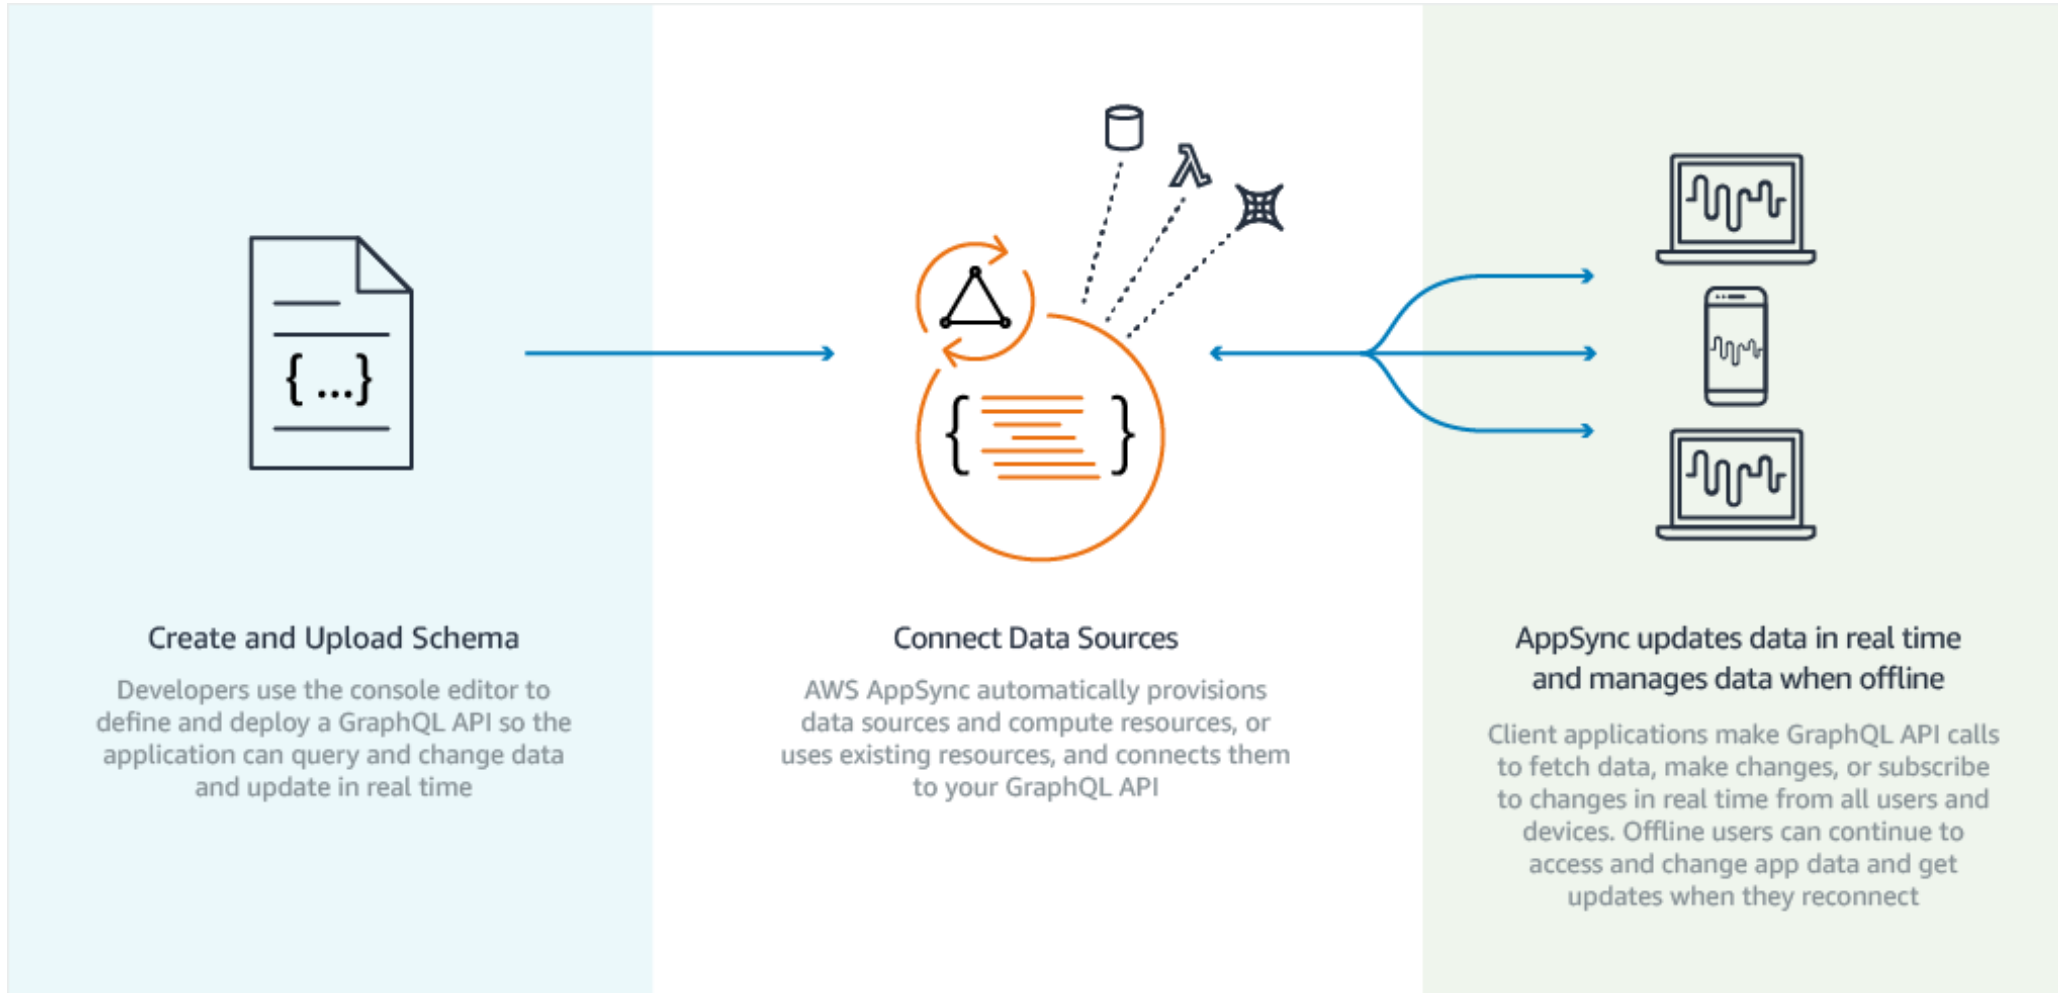 { ...}
{ }
Create and Upload Schema
Developers use the console editor to
define and deploy a GraphQL API so the
application can query and change data
and update in real time
Connect Data Sources
AWS AppSync automatically provisions
data sources and compute resources, or
uses existing resources, and connects them
to your GraphQL API
AppSync updates data in real time
and manages data when offline
Client applications make GraphQL API calls
to fetch data, make changes, or subscribe
to changes in real time from all users and
devices. Offline users can continue to
access and change app data and get
updates when they reconnect